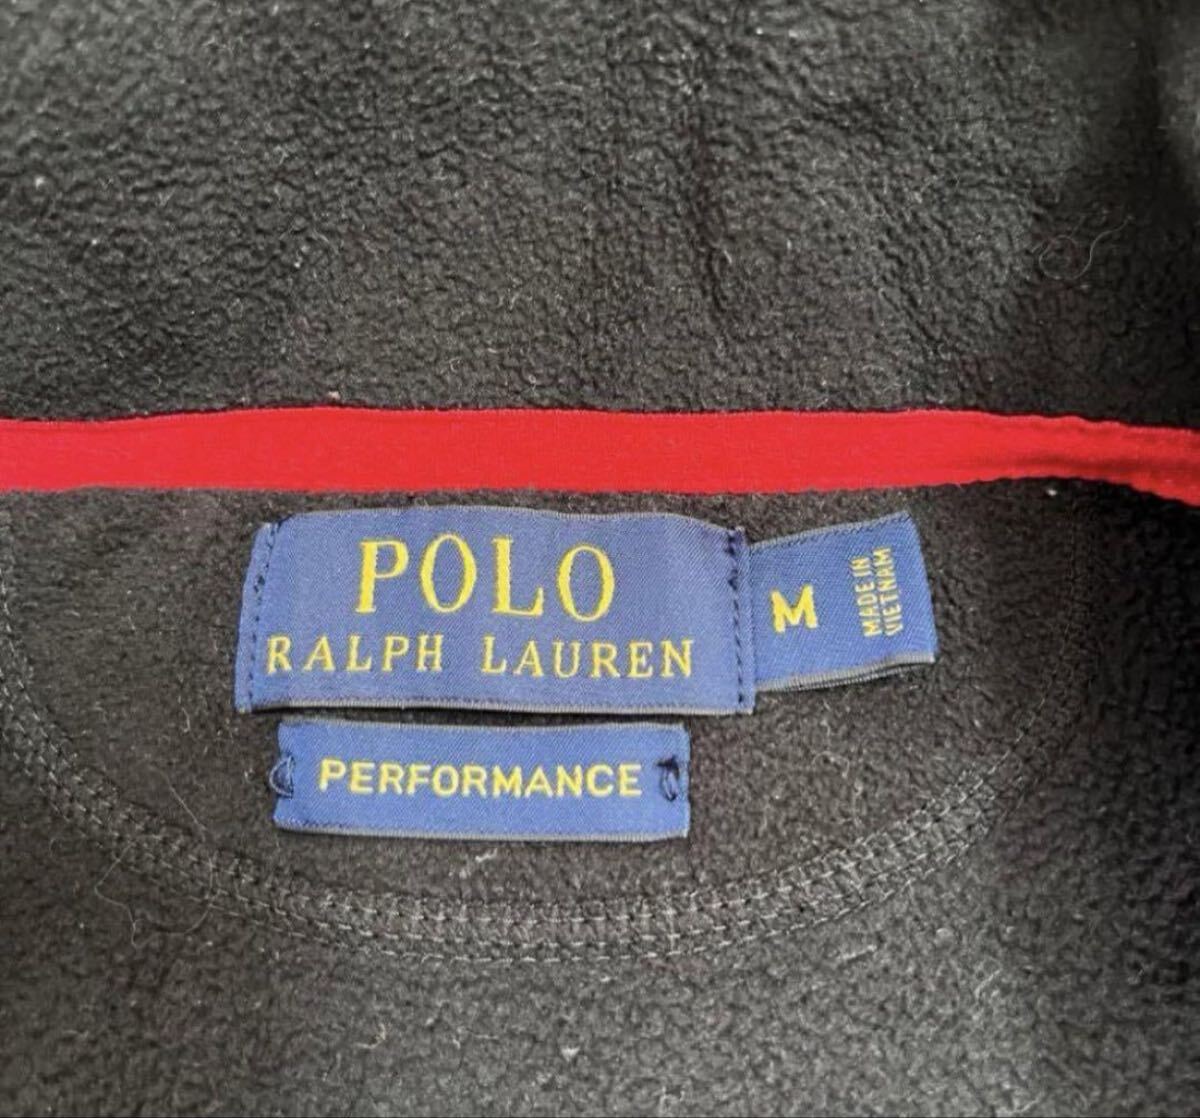 POLO
RALPH LAUREN
M
MADE IN
VIETNAM
PERFORMANCE